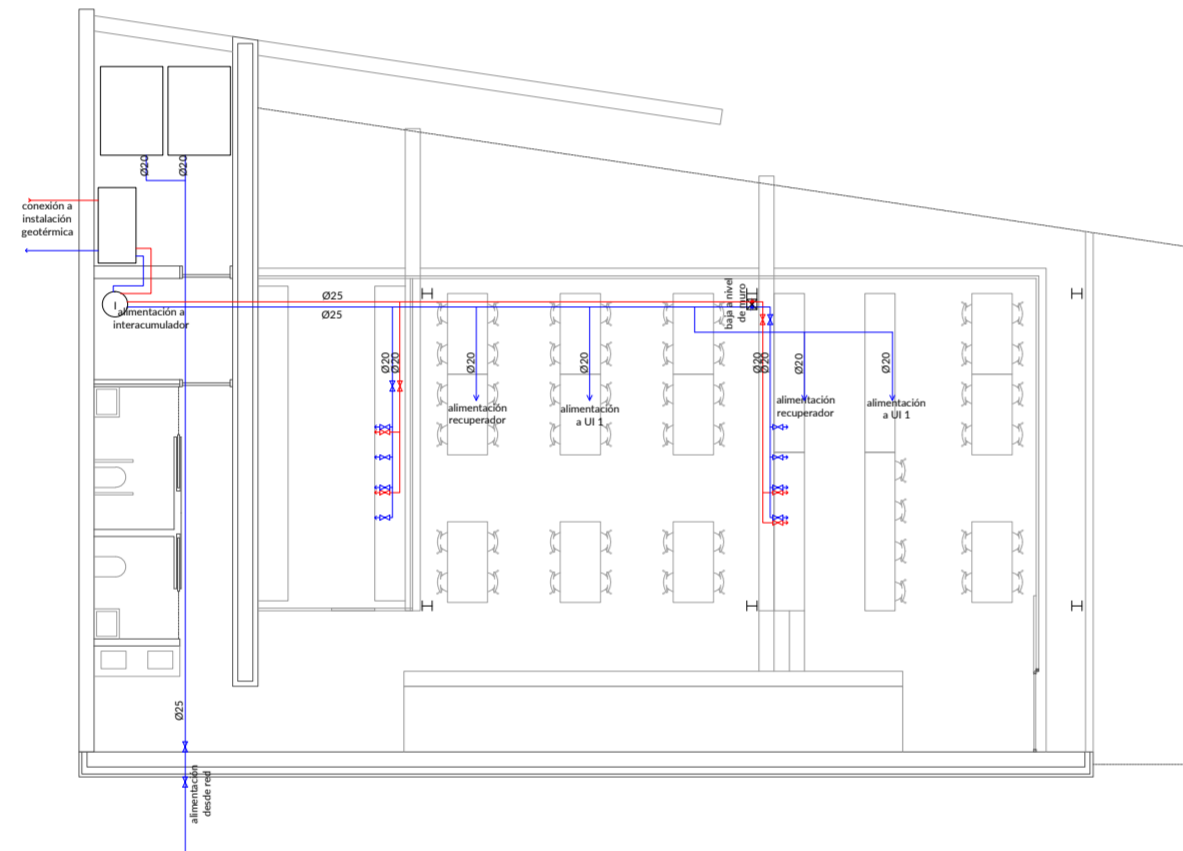 Ø20
Ø20
conexión a
instalación
geotérmica
I
alimentación a
interacumulador
Ø25
Ø25
baja a nivel
de muro
Ø20
Ø20
Ø20
Ø20
Ø20
Ø20
Ø20
Ø20
alimentación
recuperador
alimentación
a UI 1
alimentación
recuperador
alimentación
a UI 1
Ø25
alimentación
desde red